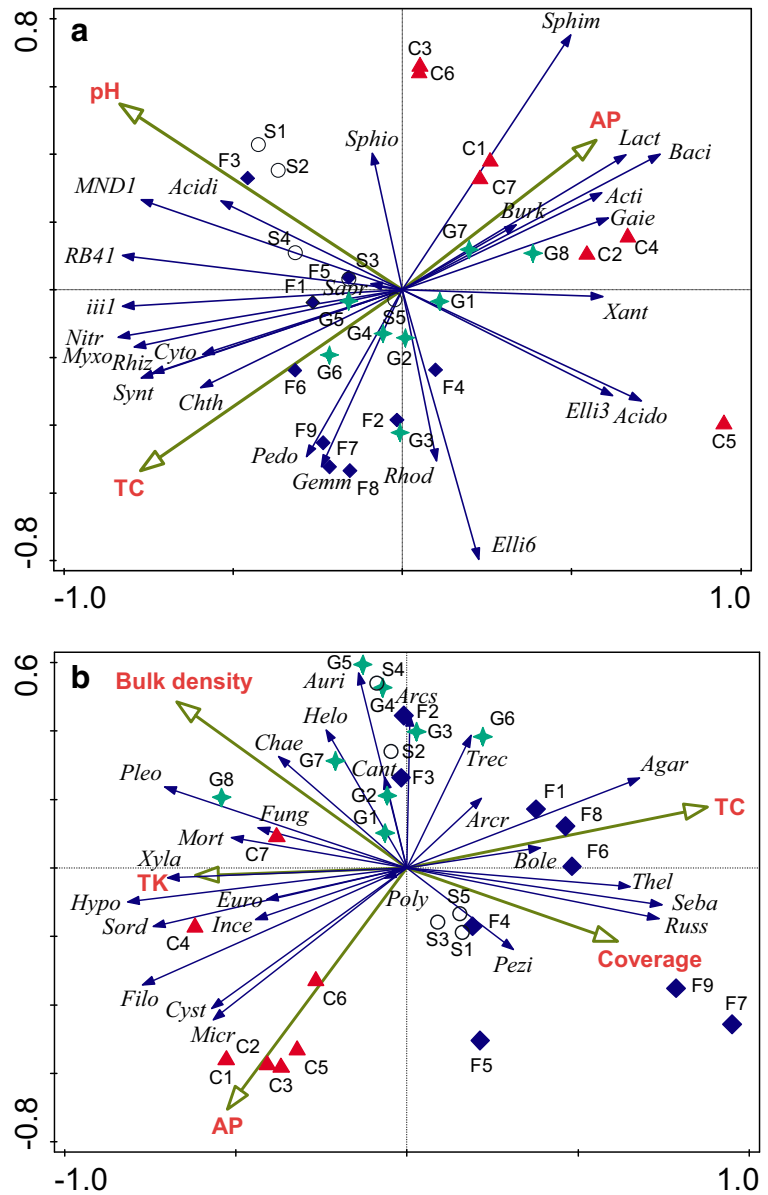 a
0.8
Sphim
C3
C6
pH
AP
S1
Sphio
C1
Lact
Baci
F3
S2
C7
MND1
Acidi
Burk
Acti
G7
Gaie
RB41
S4
S3
G8
C2
C4
F5
Sapr
F1
iii1
G5
S5
G1
Xant
Nitr
G4
Myxo
Rhiz
Cyto
G6
G2
Synt
Chth
F6
F4
Elli3
Acido
F9
F2
C5
Pedo
F7
G3
TC
Gemm
F8
Rhod
Elli6
-0.8
-1.0
1.0
b
0.6
G5
S4
Bulk density
Auri
G4
Arcs
F2
Helo
G3
G6
Chae
S2
Trec
Pleo
G7
Cant
F3
Agar
G8
G2
F1
TC
Fung
Arcr
F8
Mort
C7
G1
Xyla
Bole
F6
TK
Thel
Hypo
Euro
Poly
S5
Seba
Sord
Ince
F4
Russ
C4
S3
S1
Coverage
Pezi
Filo
C6
F9
Cyst
F7
Micr
C2
C1
C3
C5
F5
AP
-0.8
-1.0
1.0